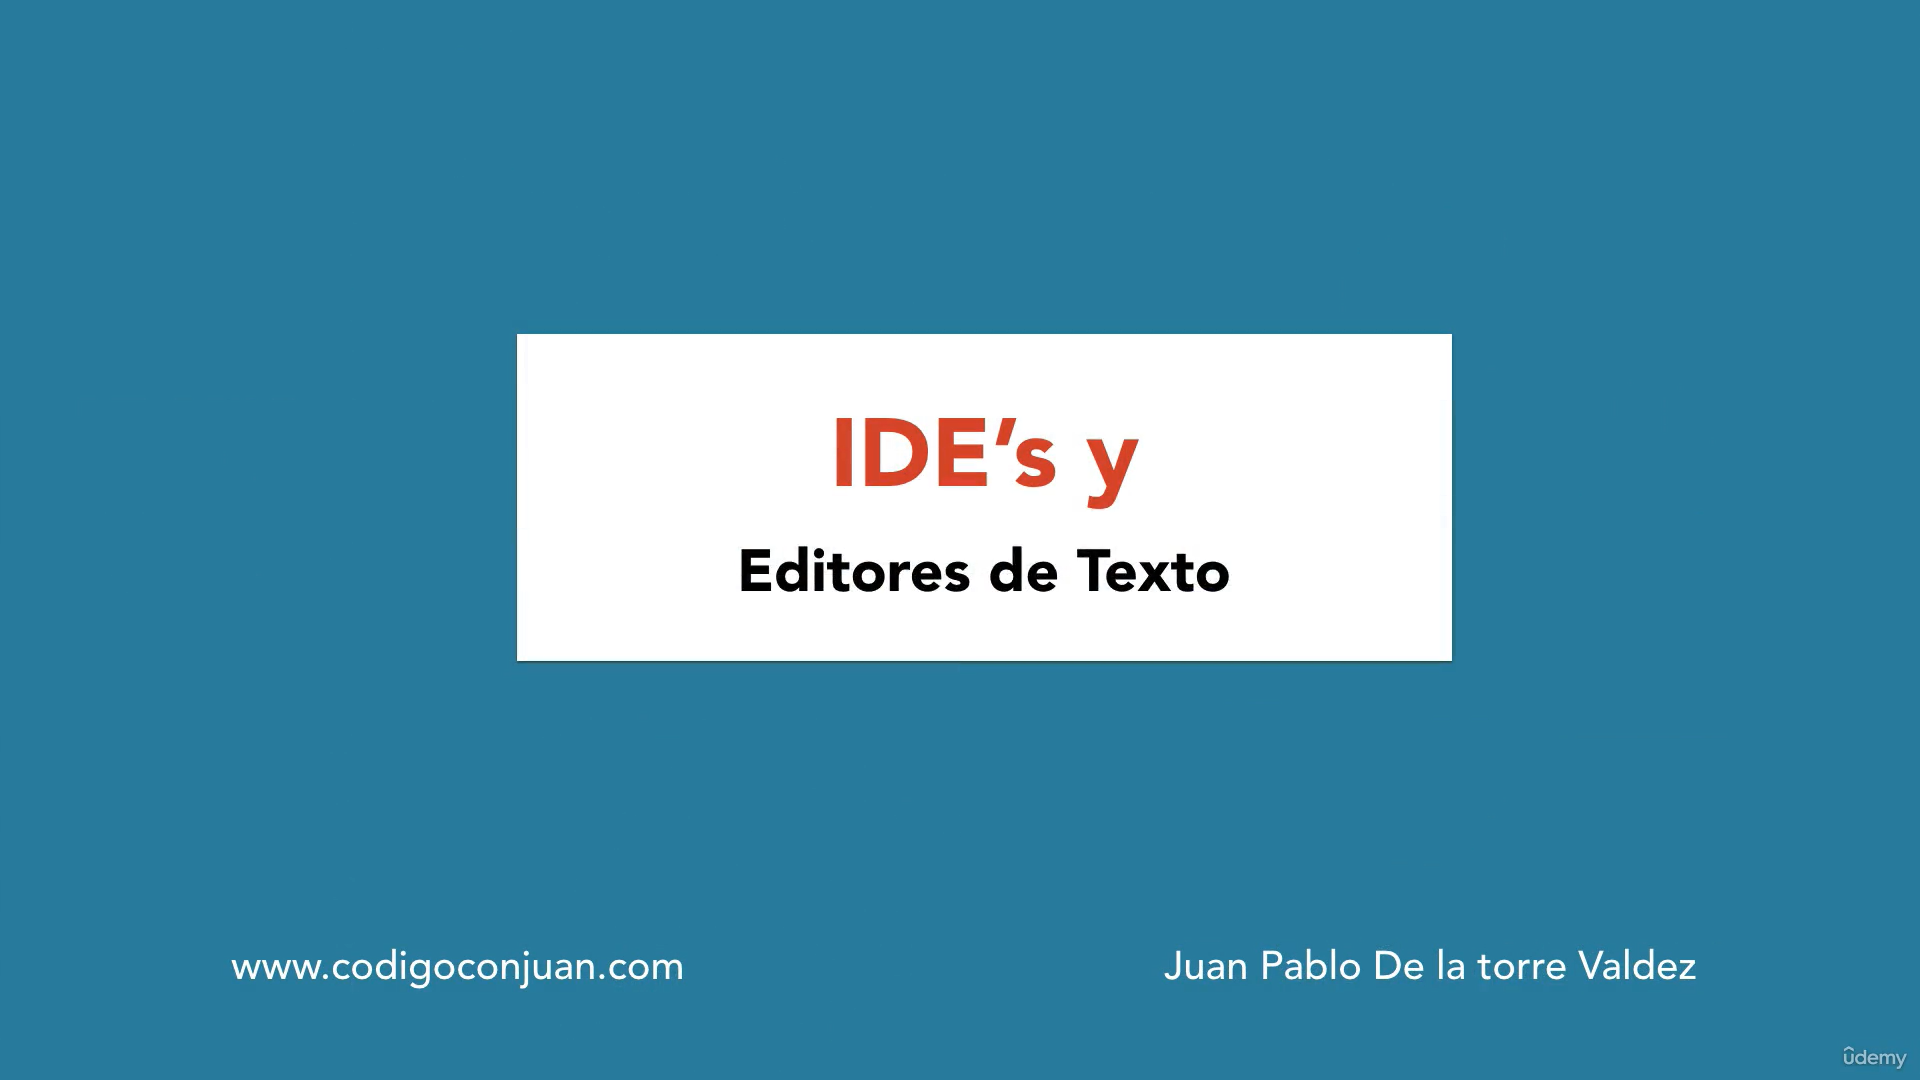 IDE’s y
Editores de Texto
www.codigoconjuan.com
Juan Pablo De la torre Valdez
ûdemy